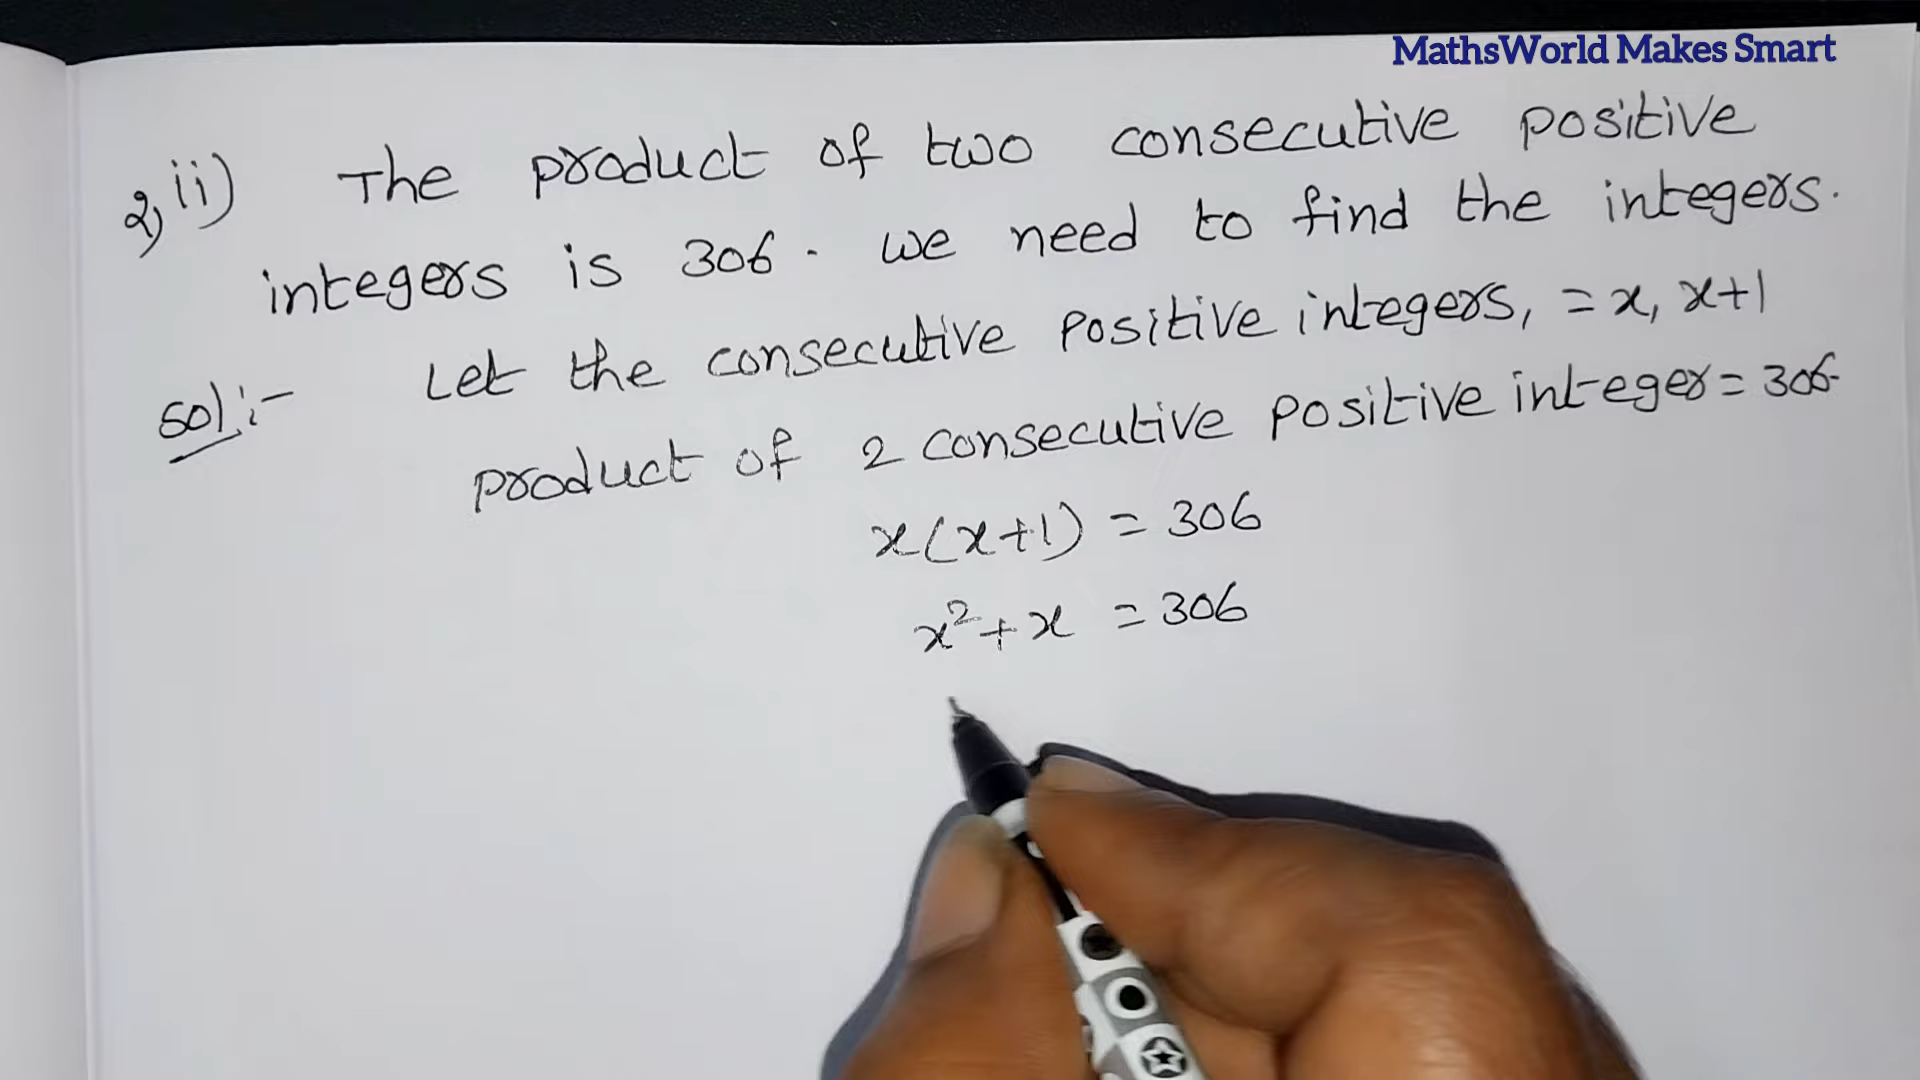 MathsWorld Makes Smart
2, ii) The product of two consecutive positive
integers is 306. we need to find the integers.
Sol:- Let the consecutive positive integers, = x, x+1
product of 2 consecutive positive integer = 306.
x(x+1) = 306
x² + x = 306